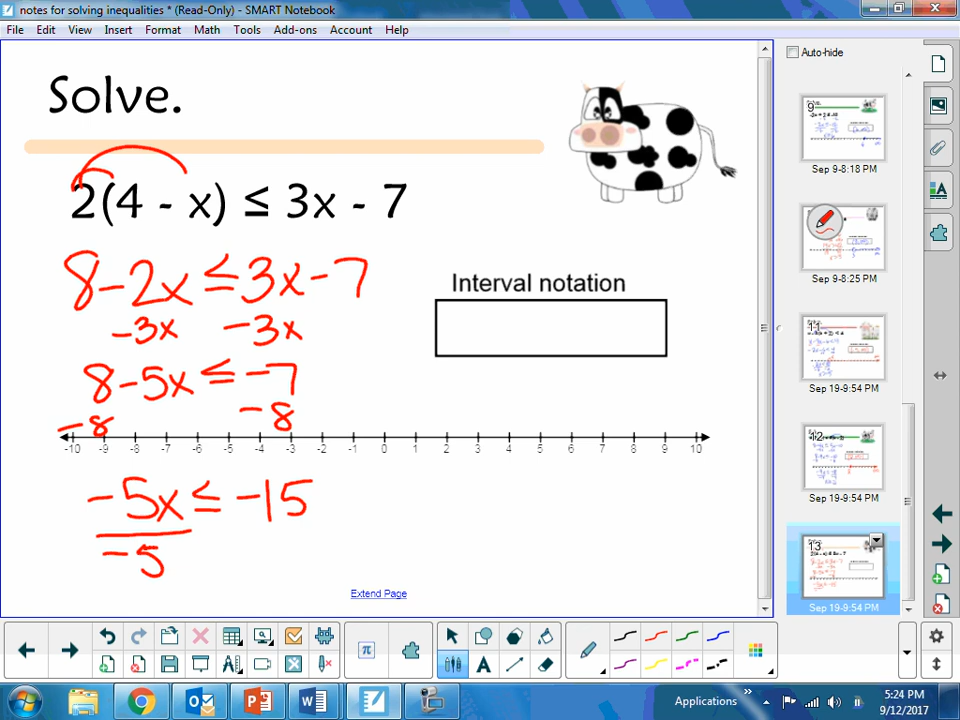 notes for solving inequalities * (Read-Only) - SMART Notebook
File Edit View Insert Format Math Tools Add-ons Account Help
Solve.
2(4 - x) ≤ 3x - 7
8 - 2x ≤ 3x - 7
-3x -3x
8 - 5x ≤ -7
-8 -8
Interval notation
-10 -9 -8 -7 -6 -5 -4 -3 -2 -1 0 1 2 3 4 5 6 7 8 9 10
-5x ≤ -15
-5
Extend Page
Auto-hide
9
Sep 9-8:18 PM
Sep 9-8:25 PM
11
Sep 19-9:54 PM
12
Sep 19-9:54 PM
13
Sep 19-9:54 PM
Applications
5:24 PM
9/12/2017